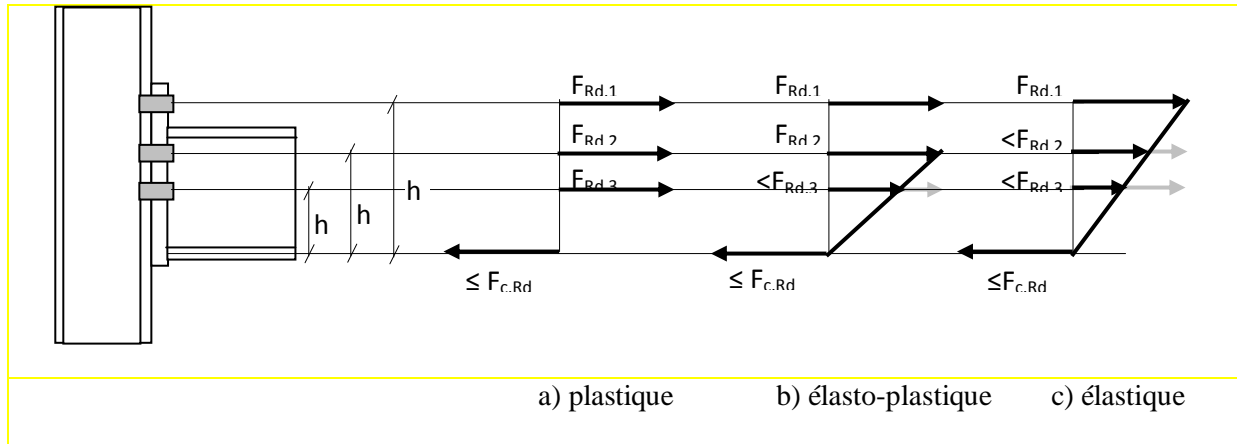 F_Rd.1 F_Rd.1 F_Rd.1
F_Rd.2 F_Rd.2 <F_Rd.2
F_Rd.3 <F_Rd.3 <F_Rd.3
h
h
h
≤ F_c.Rd ≤ F_c.Rd ≤F_c.Rd
a) plastique b) élasto-plastique c) élastique